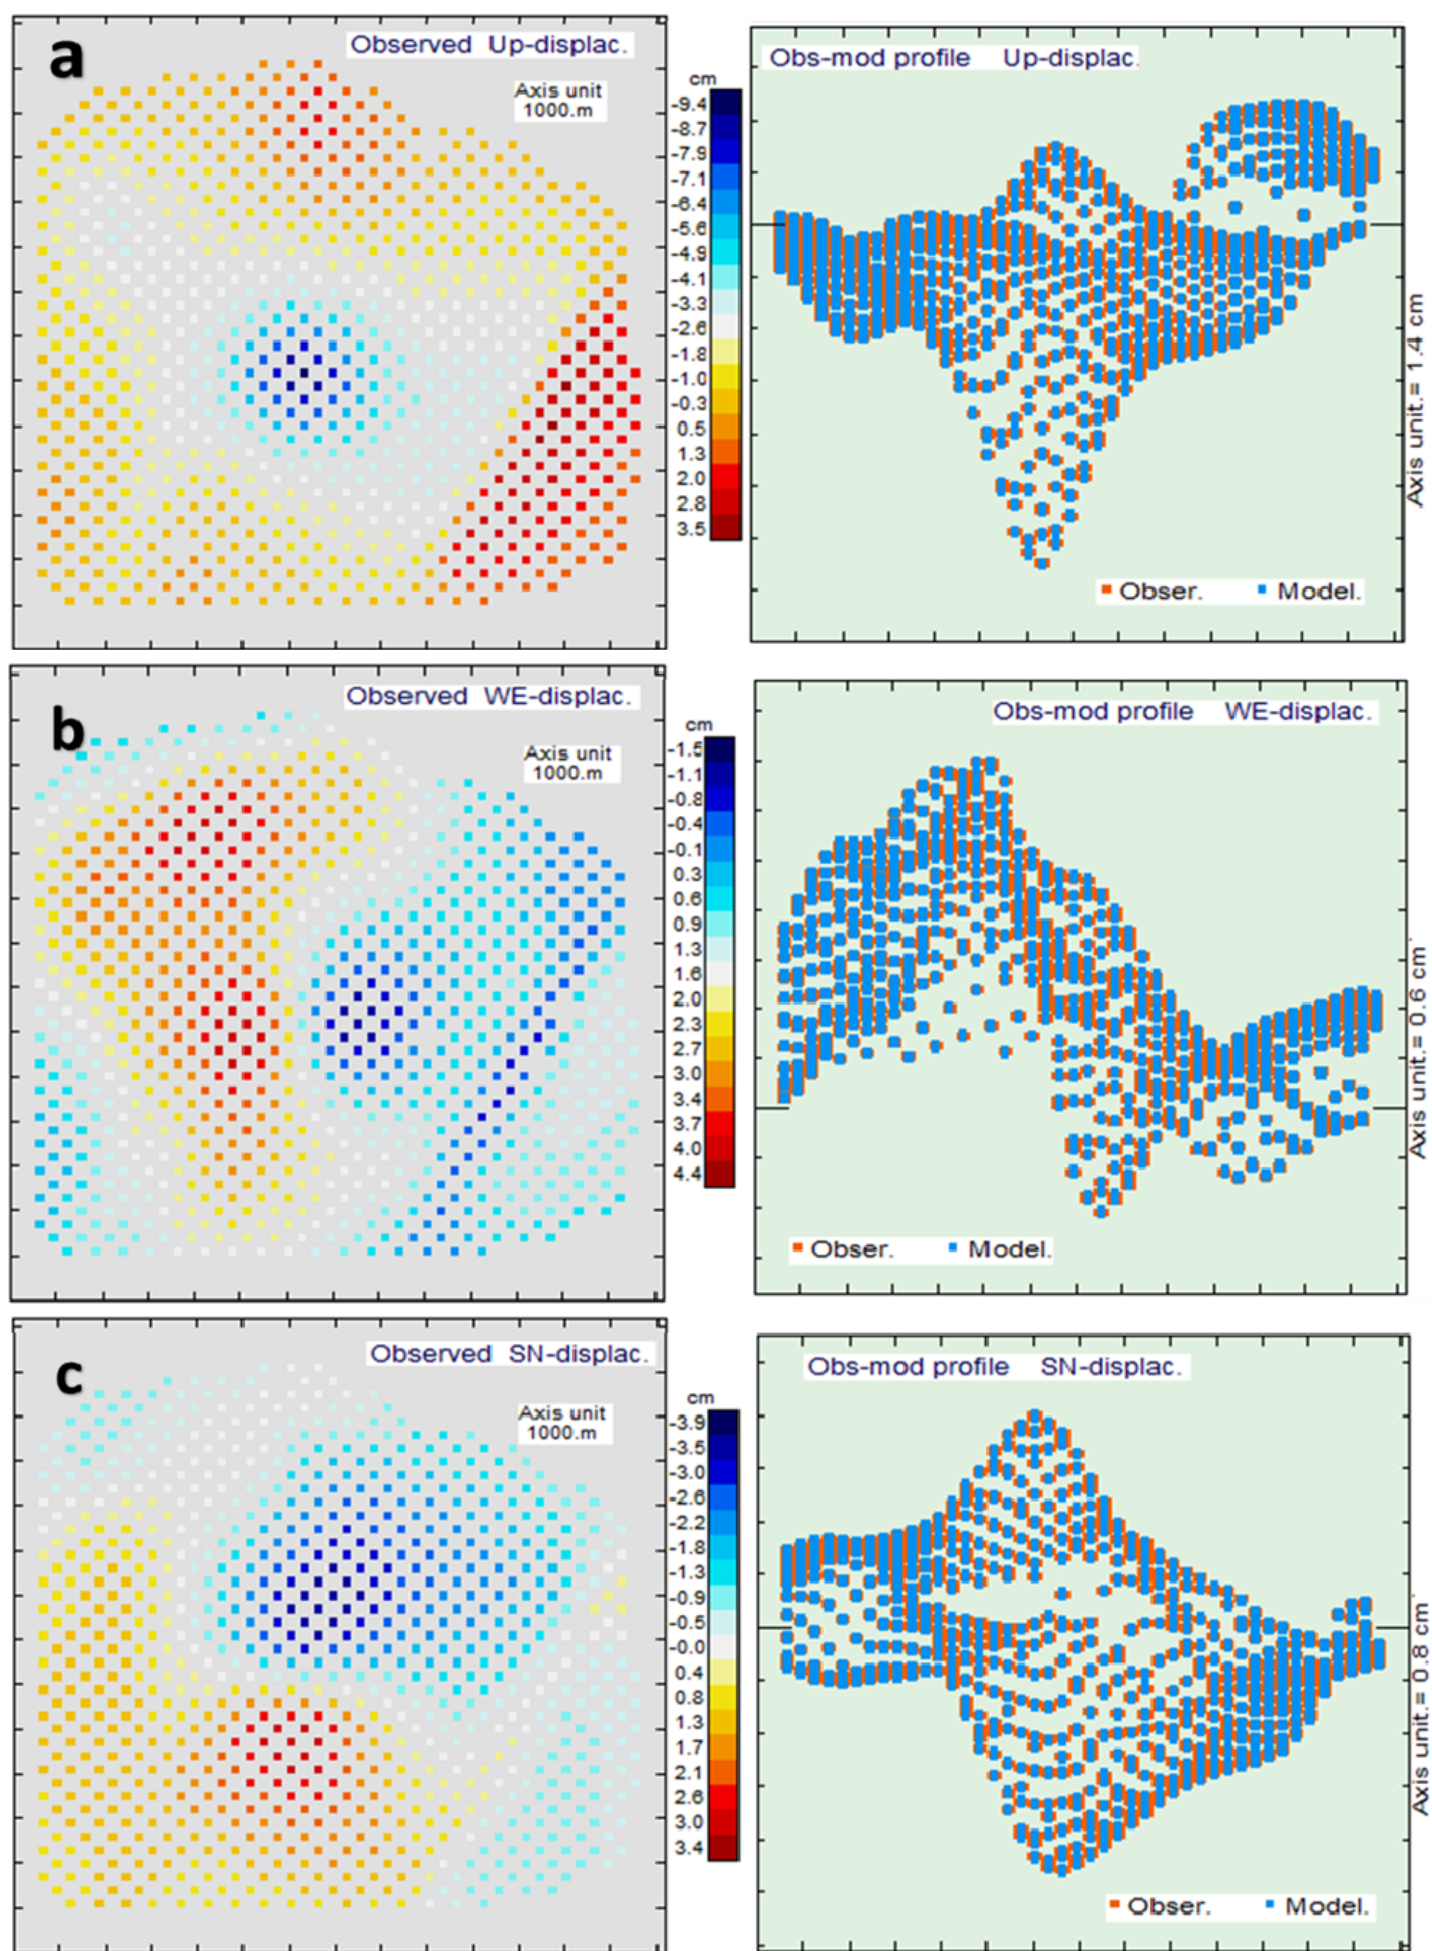 a
Observed Up-displac.
Axis unit
1000.m
cm
-9.4
-8.7
-7.9
-7.1
-6.4
-5.6
-4.9
-4.1
-3.3
-2.6
-1.8
-1.0
-0.3
0.5
1.3
2.0
2.8
3.5
Obs-mod profile Up-displac.
Axis unit.= 1.4 cm
Obser. Model.
b
Observed WE-displac.
Axis unit
1000.m
cm
-1.5
-1.1
-0.8
-0.4
-0.1
0.3
0.6
0.9
1.3
1.6
2.0
2.3
2.7
3.0
3.4
3.7
4.0
4.4
Obs-mod profile WE-displac.
Axis unit.= 0.6 cm
Obser. Model.
c
Observed SN-displac.
Axis unit
1000.m
cm
-3.9
-3.5
-3.0
-2.6
-2.2
-1.8
-1.3
-0.9
-0.5
-0.0
0.4
0.8
1.3
1.7
2.1
2.6
3.0
3.4
Obs-mod profile SN-displac.
Axis unit.= 0.8 cm
Obser. Model.